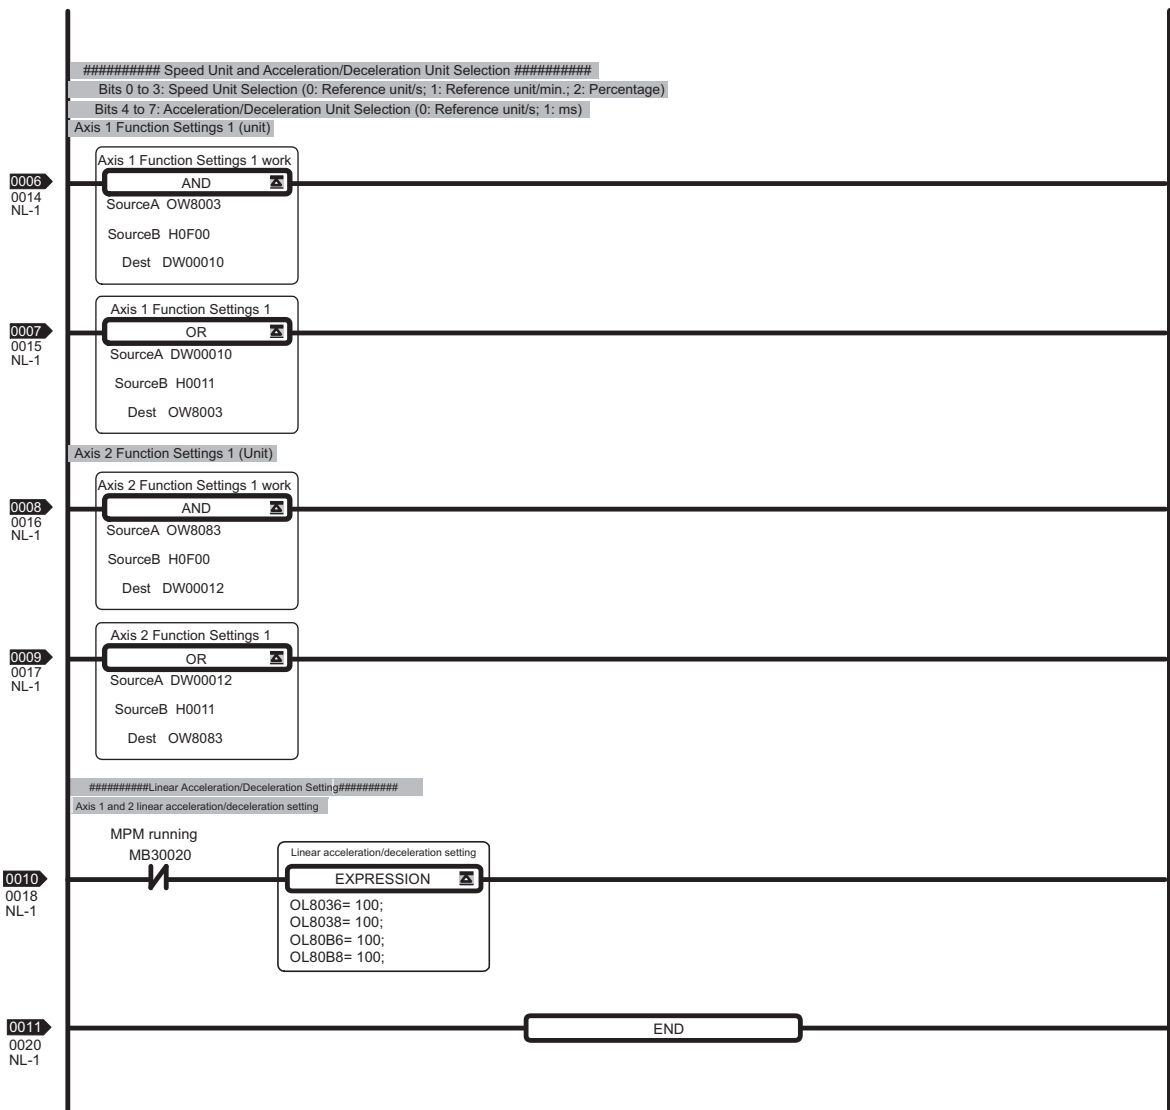 ########## Speed Unit and Acceleration/Deceleration Unit Selection ##########
Bits 0 to 3: Speed Unit Selection (0: Reference unit/s; 1: Reference unit/min.; 2: Percentage)
Bits 4 to 7: Acceleration/Deceleration Unit Selection (0: Reference unit/s; 1: ms)
Axis 1 Function Settings 1 (unit)
Axis 1 Function Settings 1 work
0006
0014
NL-1
AND
SourceA OW8003
SourceB H0F00
Dest DW00010
Axis 1 Function Settings 1
0007
0015
NL-1
OR
SourceA DW00010
SourceB H0011
Dest OW8003
Axis 2 Function Settings 1 (Unit)
Axis 2 Function Settings 1 work
0008
0016
NL-1
AND
SourceA OW8083
SourceB H0F00
Dest DW00012
Axis 2 Function Settings 1
0009
0017
NL-1
OR
SourceA DW00012
SourceB H0011
Dest OW8083
##########Linear Acceleration/Deceleration Setting##########
Axis 1 and 2 linear acceleration/deceleration setting
MPM running
MB30020
Linear acceleration/deceleration setting
0010
0018
NL-1
EXPRESSION
OL8036= 100;
OL8038= 100;
OL80B6= 100;
OL80B8= 100;
0011
0020
NL-1
END